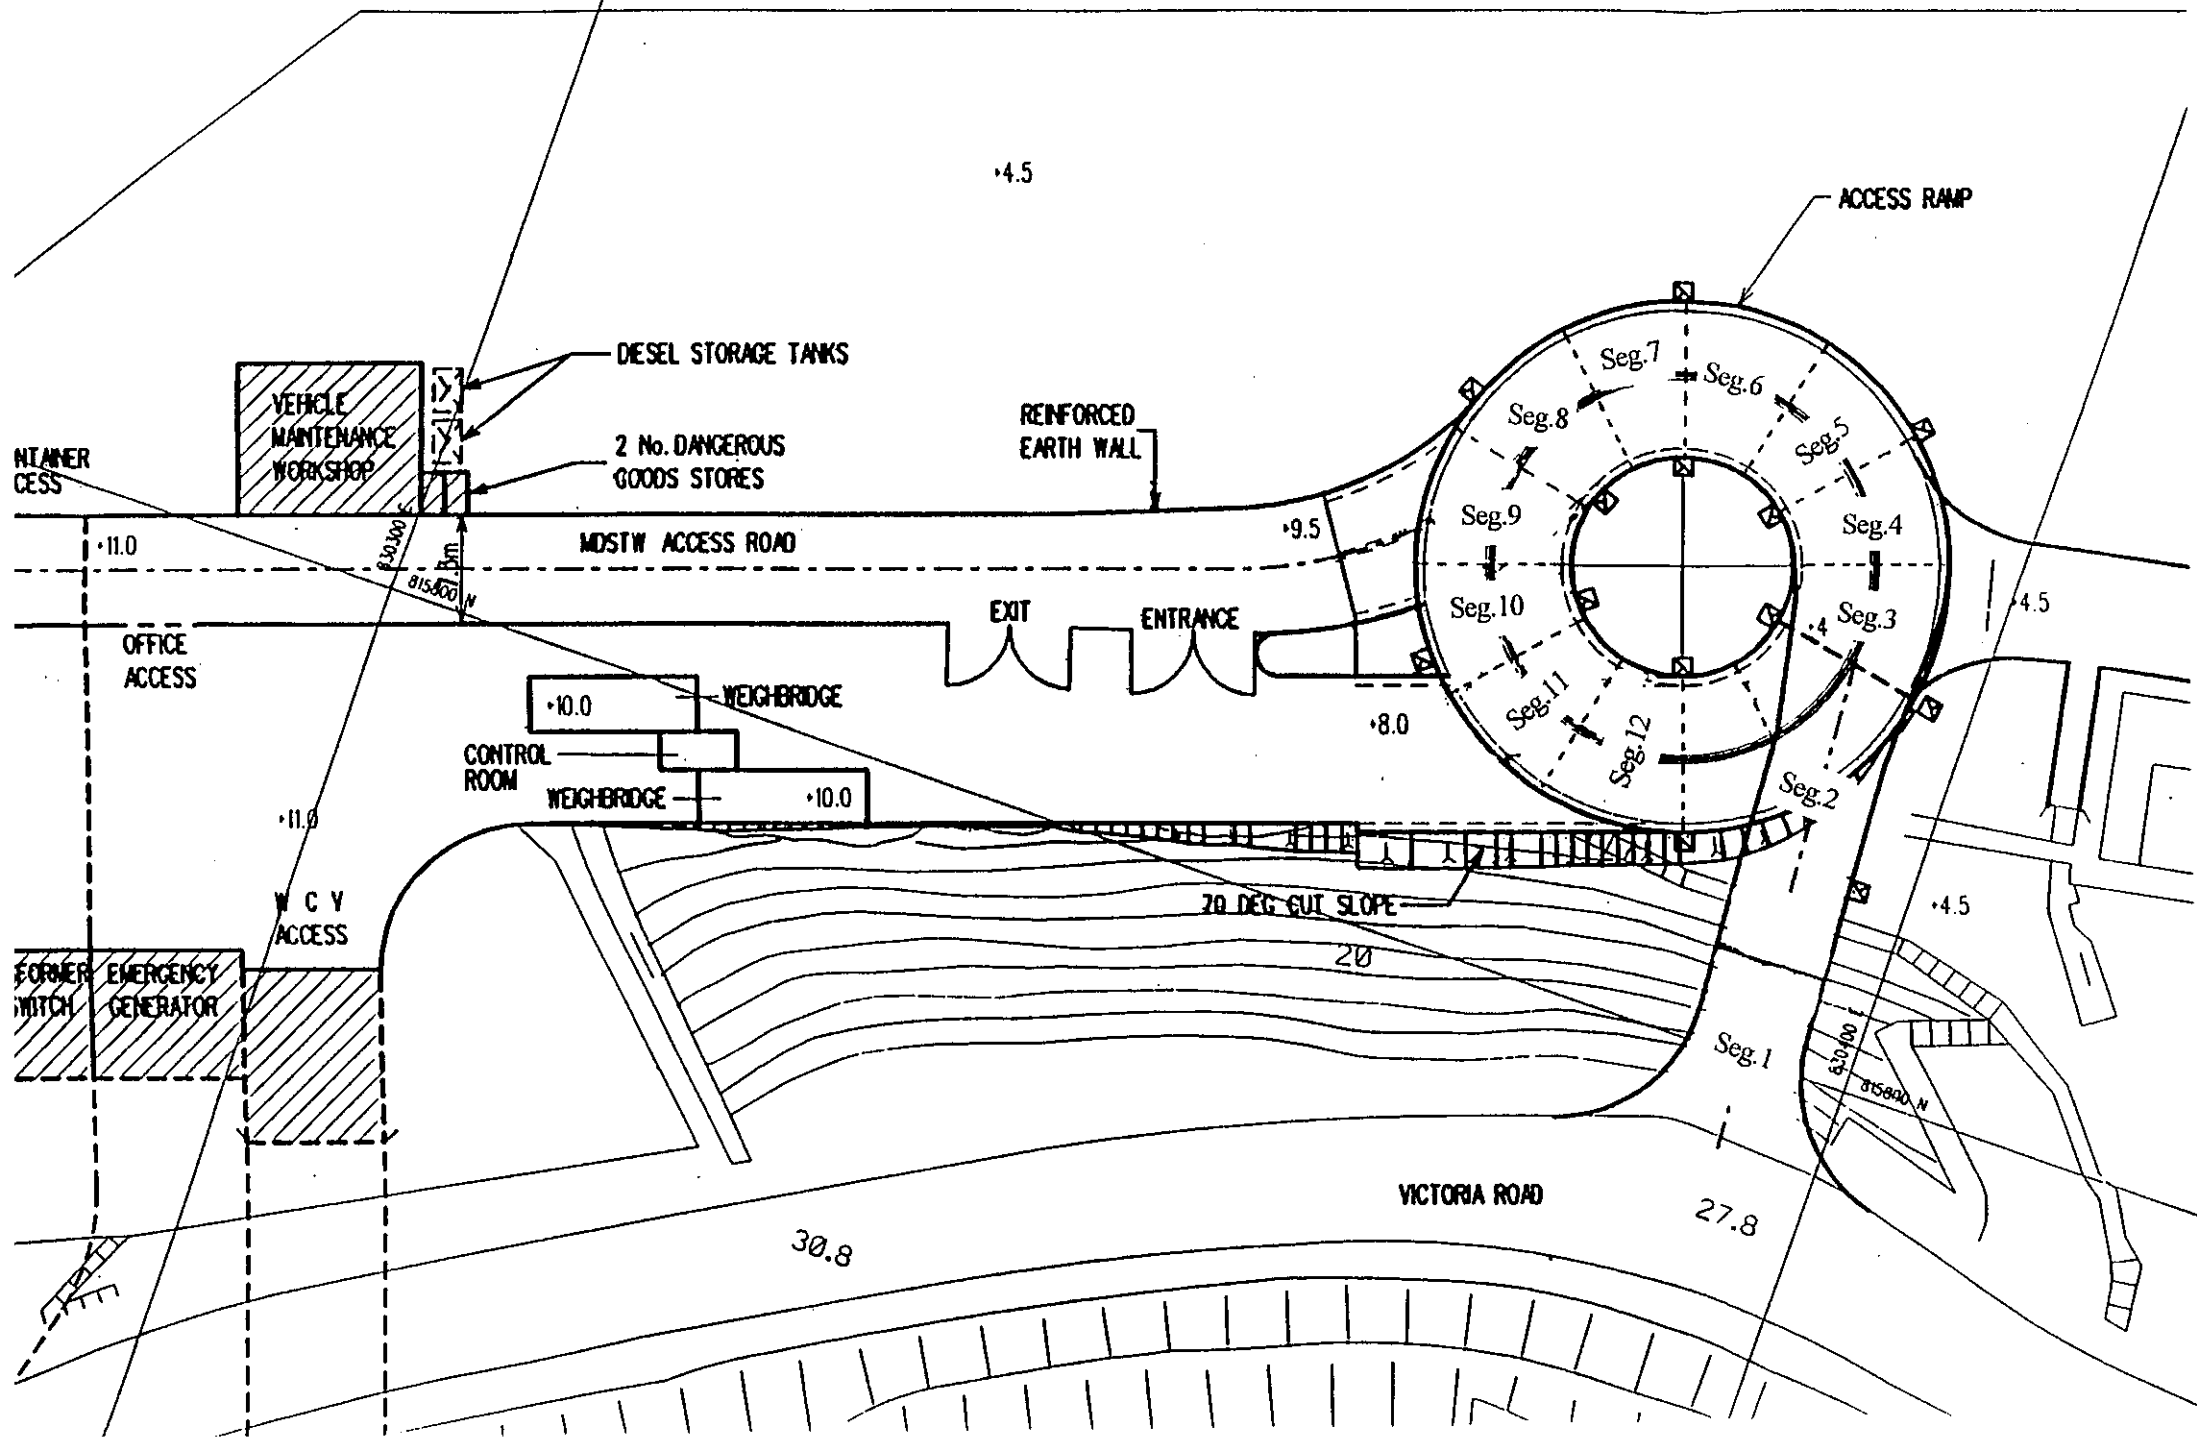 +4.5
ACCESS RAMP
DIESEL STORAGE TANKS
VEHICLE
MAINTENANCE
WORKSHOP
2 No. DANGEROUS
GOODS STORES
REINFORCED
EARTH WALL
NTAINER
CESS
Seg.7
Seg.6
Seg.8
Seg.5
Seg.9
Seg.4
+9.5
+11.0
MDSTW ACCESS ROAD
830300 E
815800 N
EXIT
ENTRANCE
Seg.10
Seg.3
+4
+4.5
OFFICE
ACCESS
WEIGHBRIDGE
+10.0
+8.0
Seg.11
Seg.12
CONTROL
ROOM
WEIGHBRIDGE
+10.0
Seg.2
+11.0
W C V
ACCESS
70 DEG CUT SLOPE
+4.5
20
FORMER
SWITCH
EMERGENCY
GENERATOR
Seg.1
830400 E
815800 N
VICTORIA ROAD
27.8
30.8